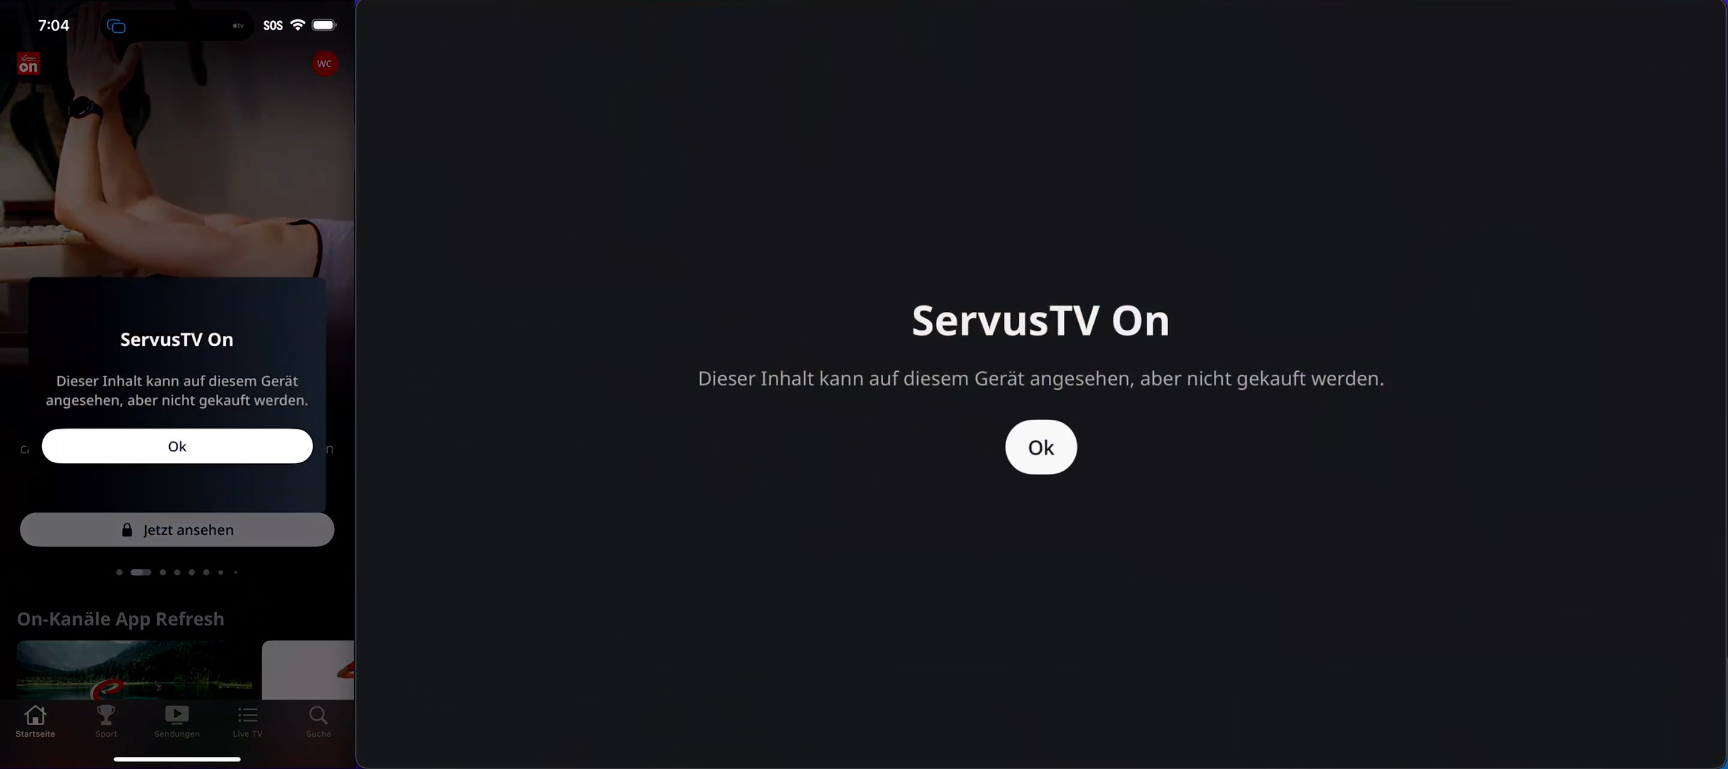 7:04
tv
SOS
on
WC
ServusTV On
Dieser Inhalt kann auf diesem Gerät
angesehen, aber nicht gekauft werden.
Ok
Jetzt ansehen
On-Kanäle App Refresh
Startseite
Sport
Sendungen
Live TV
Suche
ServusTV On
Dieser Inhalt kann auf diesem Gerät angesehen, aber nicht gekauft werden.
Ok